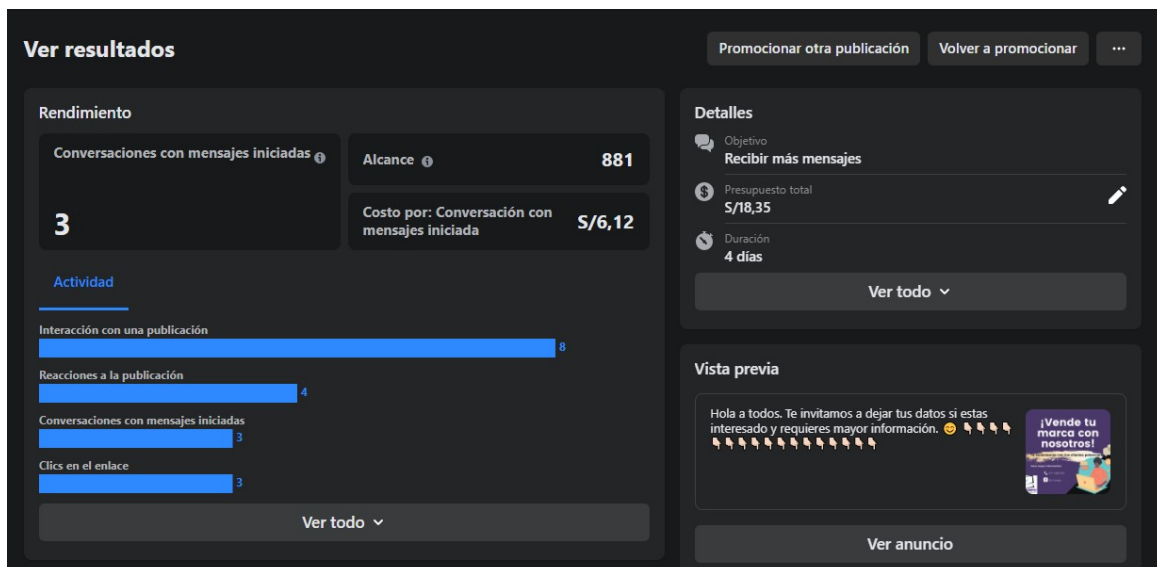 Ver resultados
Promocionar otra publicación
Volver a promocionar
...
Rendimiento
Conversaciones con mensajes iniciadas
3
Alcance
881
Costo por: Conversación con
mensajes iniciada
S/6,12
Actividad
Interacción con una publicación
8
Reacciones a la publicación
4
Conversaciones con mensajes iniciadas
3
Clics en el enlace
3
Ver todo
Detalles
Objetivo
Recibir más mensajes
Presupuesto total
S/18,35
Duración
4 días
Ver todo
Vista previa
Hola a todos. Te invitamos a dejar tus datos si estas
interesado y requieres mayor información. 😊 👇🏻👇🏻👇🏻👇🏻
👇🏻👇🏻👇🏻👇🏻👇🏻👇🏻👇🏻👇🏻👇🏻👇🏻👇🏻👇🏻👇🏻
¡Vende tu
marca con
nosotros!
Ver anuncio